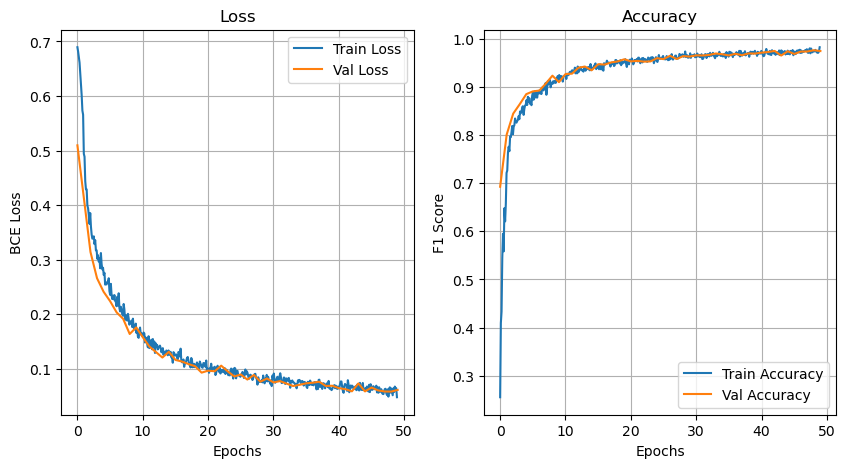 Loss
0.7
0.6
0.5
0.4
0.3
0.2
0.1
BCE Loss
Train Loss
Val Loss
0 10 20 30 40 50
Epochs
Accuracy
1.0
0.9
0.8
0.7
0.6
0.5
0.4
0.3
F1 Score
Train Accuracy
Val Accuracy
0 10 20 30 40 50
Epochs